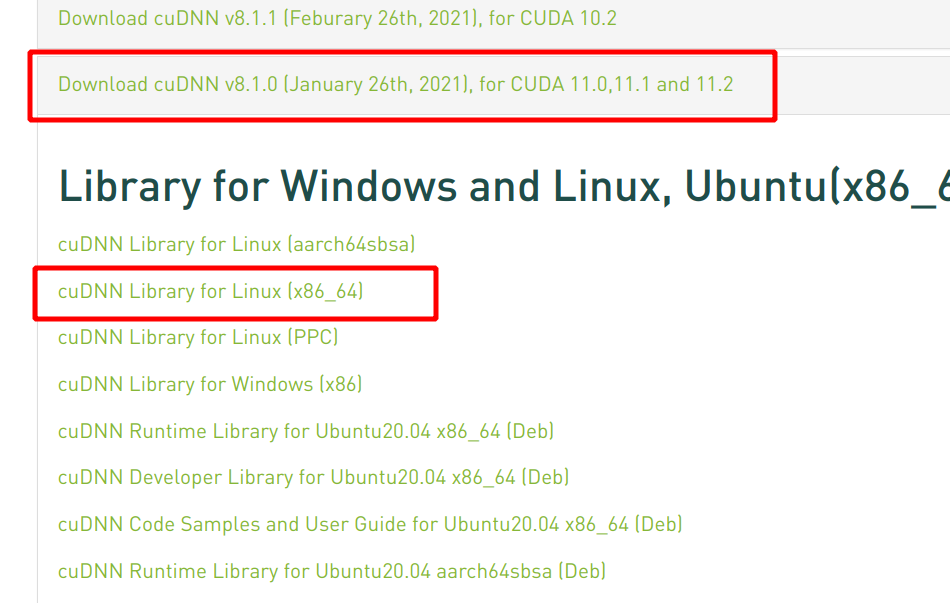 Download cuDNN v8.1.1 (Feburary 26th, 2021), for CUDA 10.2
Download cuDNN v8.1.0 (January 26th, 2021), for CUDA 11.0,11.1 and 11.2
Library for Windows and Linux, Ubuntu(x86_6
cuDNN Library for Linux (aarch64sbsa)
cuDNN Library for Linux (x86_64)
cuDNN Library for Linux (PPC)
cuDNN Library for Windows (x86)
cuDNN Runtime Library for Ubuntu20.04 x86_64 (Deb)
cuDNN Developer Library for Ubuntu20.04 x86_64 (Deb)
cuDNN Code Samples and User Guide for Ubuntu20.04 x86_64 (Deb)
cuDNN Runtime Library for Ubuntu20.04 aarch64sbsa (Deb)